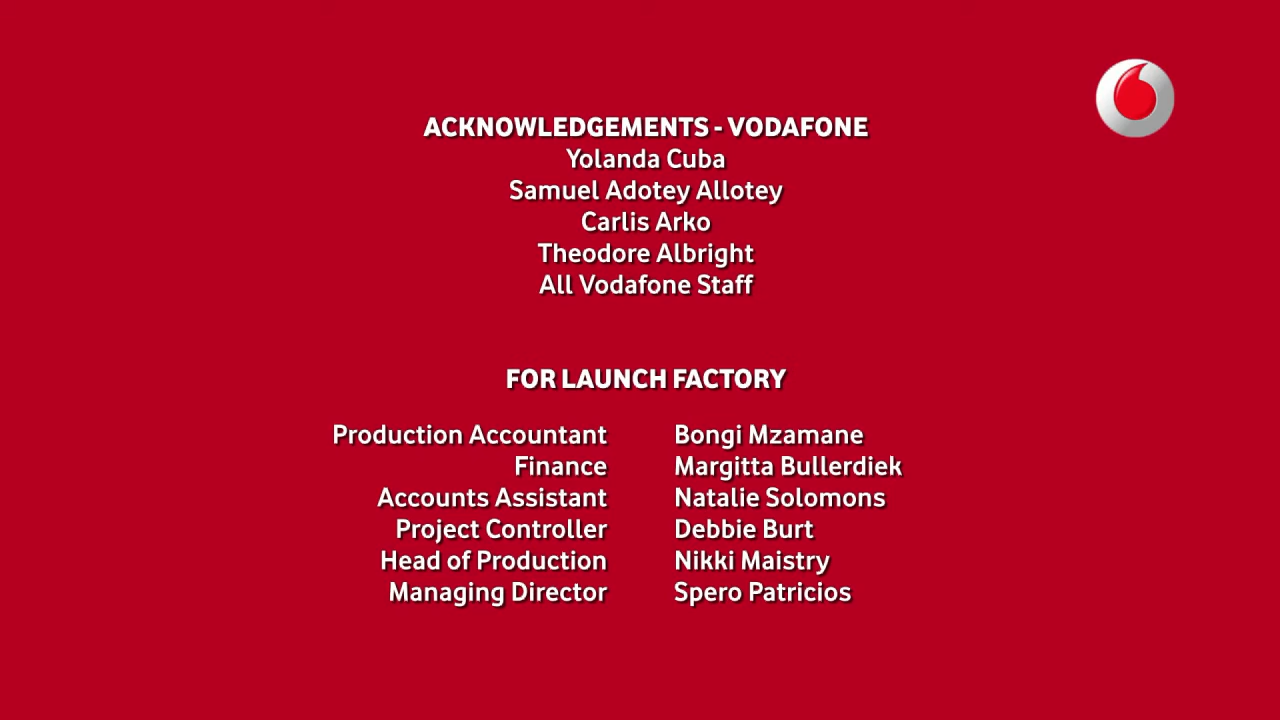 ACKNOWLEDGEMENTS - VODAFONE
Yolanda Cuba
Samuel Adotey Allotey
Carlis Arko
Theodore Albright
All Vodafone Staff
FOR LAUNCH FACTORY
Production Accountant Bongi Mzamane
Finance Margitta Bullerdiek
Accounts Assistant Natalie Solomons
Project Controller Debbie Burt
Head of Production Nikki Maistry
Managing Director Spero Patricios